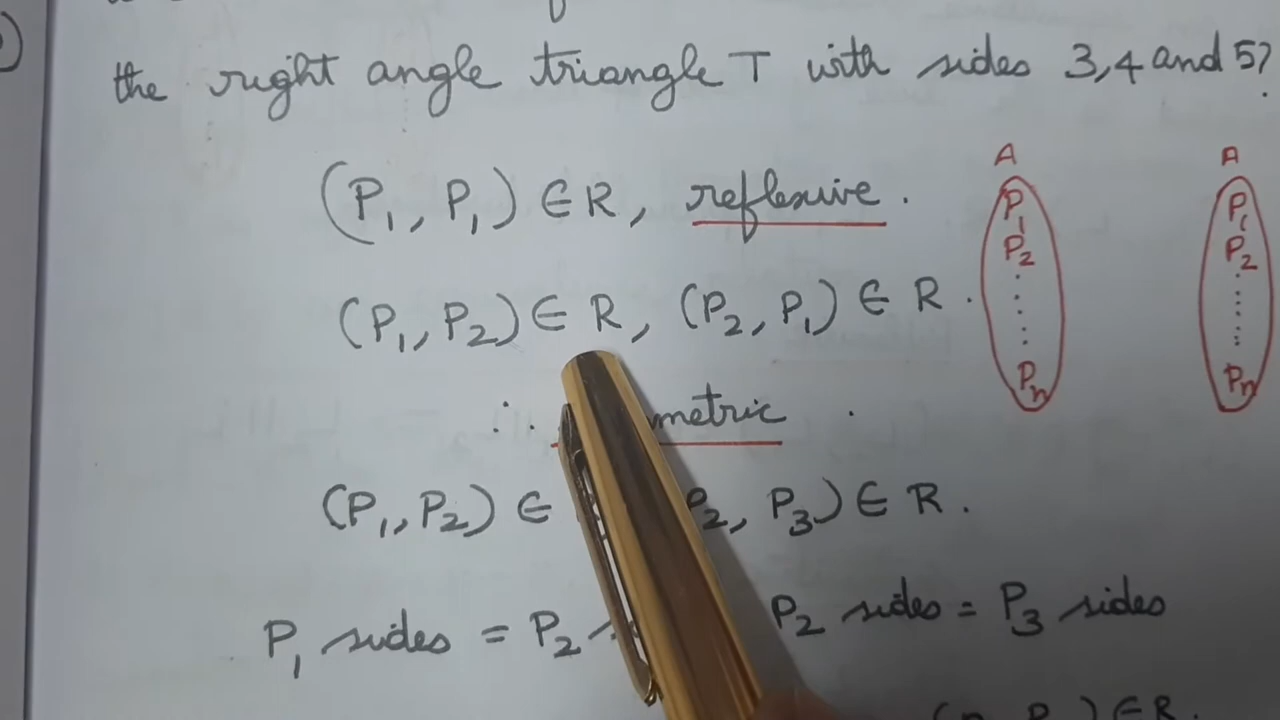 the right angle triangle T with sides 3,4 and 5?
(P₁, P₁) ∈ R, reflexive.
A
P₁
P₂
Pn
A
P₁
P₂
Pn
(P₁, P₂) ∈ R, (P₂, P₁) ∈ R.
∴ metric
(P₁, P₂) ∈ P₂, P₃) ∈ R.
P₁ sides = P₂ P₂ sides = P₃ sides
) ∈ R.